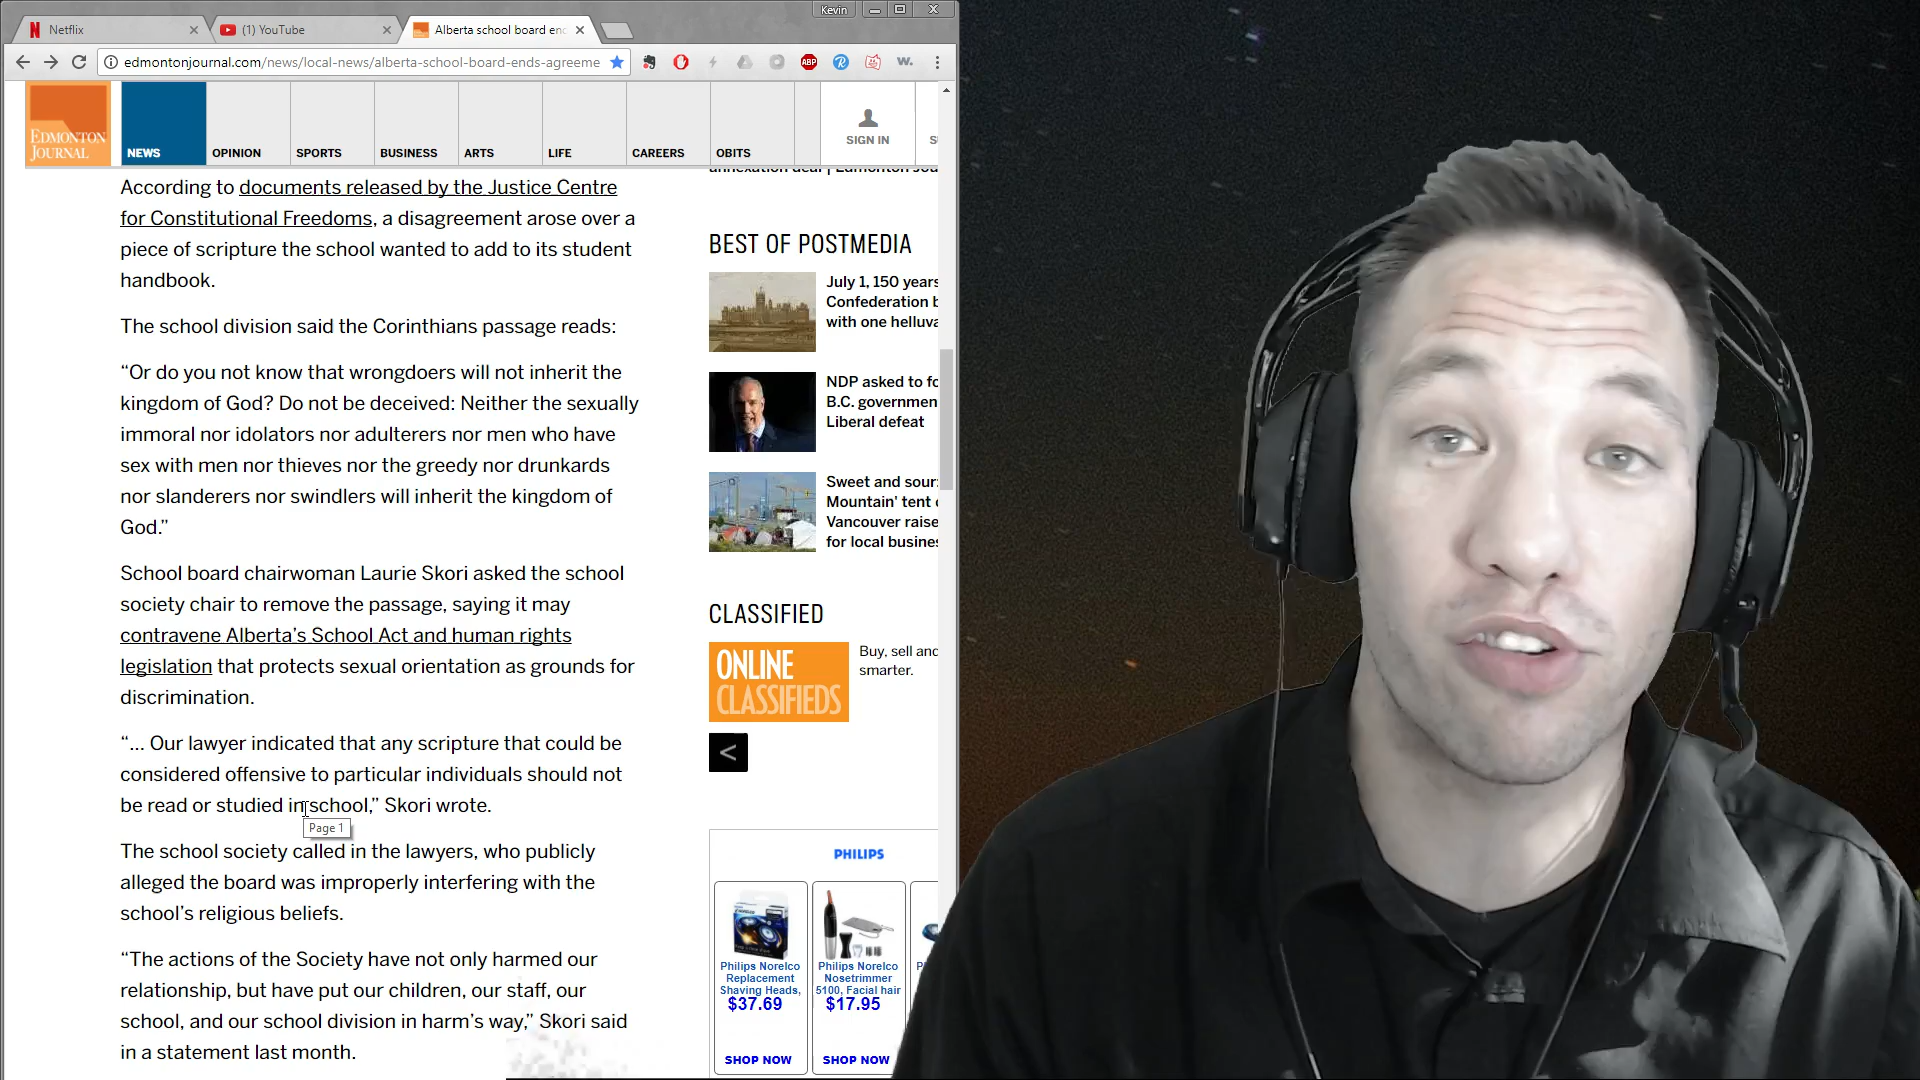 Kevin
Netflix
(1) YouTube
Alberta school board en
edmontonjournal.com/news/local-news/alberta-school-board-ends-agreeme
ABP
EDMONTON
JOURNAL
NEWS
OPINION
SPORTS
BUSINESS
ARTS
LIFE
CAREERS
OBITS
SIGN IN
According to documents released by the Justice Centre
for Constitutional Freedoms, a disagreement arose over a
piece of scripture the school wanted to add to its student
handbook.
The school division said the Corinthians passage reads:
“Or do you not know that wrongdoers will not inherit the
kingdom of God? Do not be deceived: Neither the sexually
immoral nor idolators nor adulterers nor men who have
sex with men nor thieves nor the greedy nor drunkards
nor slanderers nor swindlers will inherit the kingdom of
God.”
School board chairwoman Laurie Skori asked the school
society chair to remove the passage, saying it may
contravene Alberta’s School Act and human rights
legislation that protects sexual orientation as grounds for
discrimination.
“... Our lawyer indicated that any scripture that could be
considered offensive to particular individuals should not
be read or studied in school,” Skori wrote.
Page 1
The school society called in the lawyers, who publicly
alleged the board was improperly interfering with the
school’s religious beliefs.
“The actions of the Society have not only harmed our
relationship, but have put our children, our staff, our
school, and our school division in harm’s way,” Skori said
in a statement last month.
annexation deal | Edmonton Jou
BEST OF POSTMEDIA
July 1, 150 years
Confederation b
with one helluva
NDP asked to fo
B.C. governmen
Liberal defeat
Sweet and sour
Mountain' tent c
Vancouver raise
for local busines
CLASSIFIED
ONLINE
CLASSIFIEDS
Buy, sell and
smarter.
<
PHILIPS
Philips Norelco
Replacement
Shaving Heads,
$37.69
SHOP NOW
Philips Norelco
Nosetrimmer
5100, Facial hair
$17.95
SHOP NOW